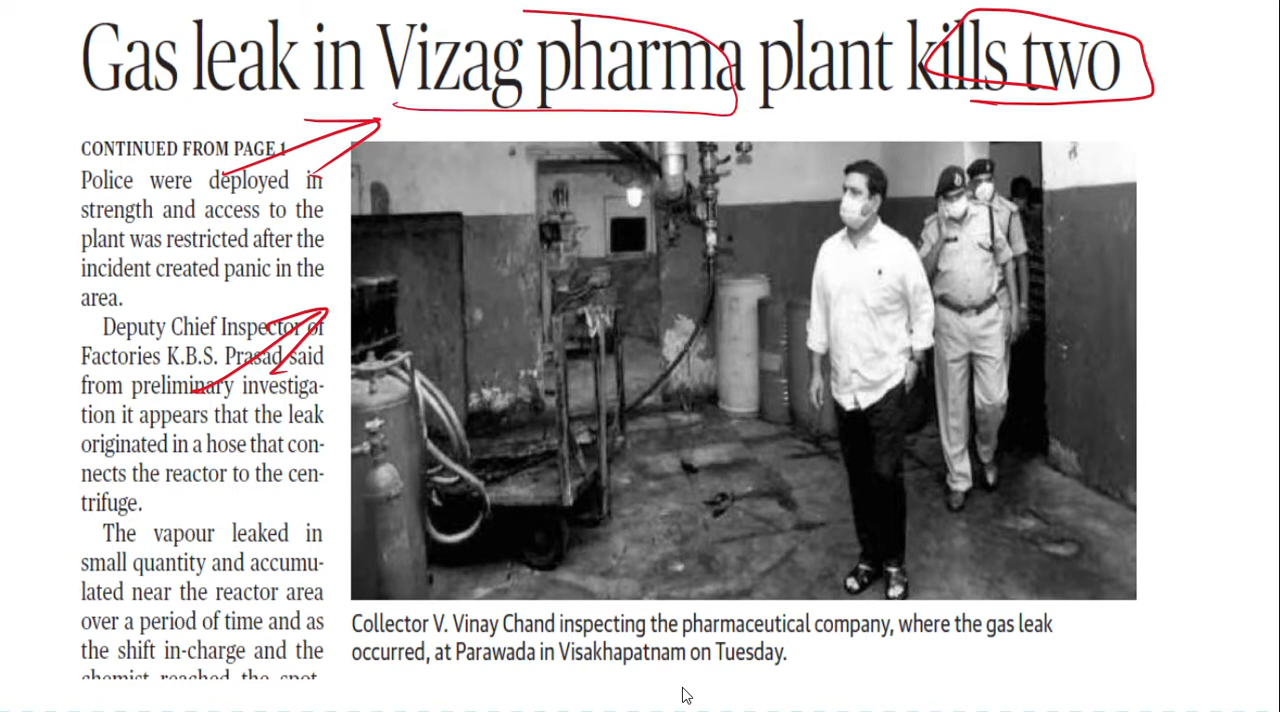 Gas leak in Vizag pharma plant kills two
CONTINUED FROM PAGE 1
Police were deployed in
strength and access to the
plant was restricted after the
incident created panic in the
area.
Deputy Chief Inspector of
Factories K.B.S. Prasad said
from preliminary investiga-
tion it appears that the leak
originated in a hose that con-
nects the reactor to the cen-
trifuge.
The vapour leaked in
small quantity and accumu-
lated near the reactor area
over a period of time and as
the shift in-charge and the
chemist reached the spot,
Collector V. Vinay Chand inspecting the pharmaceutical company, where the gas leak
occurred, at Parawada in Visakhapatnam on Tuesday.